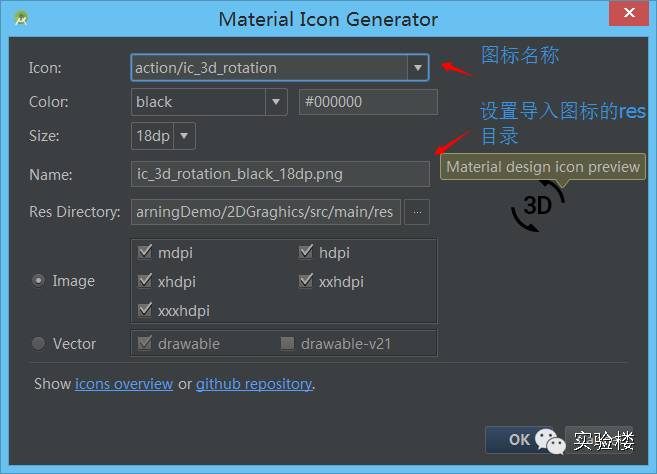 Material Icon Generator
Icon: action/ic_3d_rotation
图标名称
Color: black #000000
设置导入图标的res
目录
Size: 18dp
Material design icon preview
Name: ic_3d_rotation_black_18dp.png
3D
Res Directory: arningDemo/2DGraghics/src/main/res ...
mdpi hdpi
Image xhdpi xxhdpi
xxxhdpi
Vector drawable drawable-v21
Show icons overview or github repository.
OK 实验楼